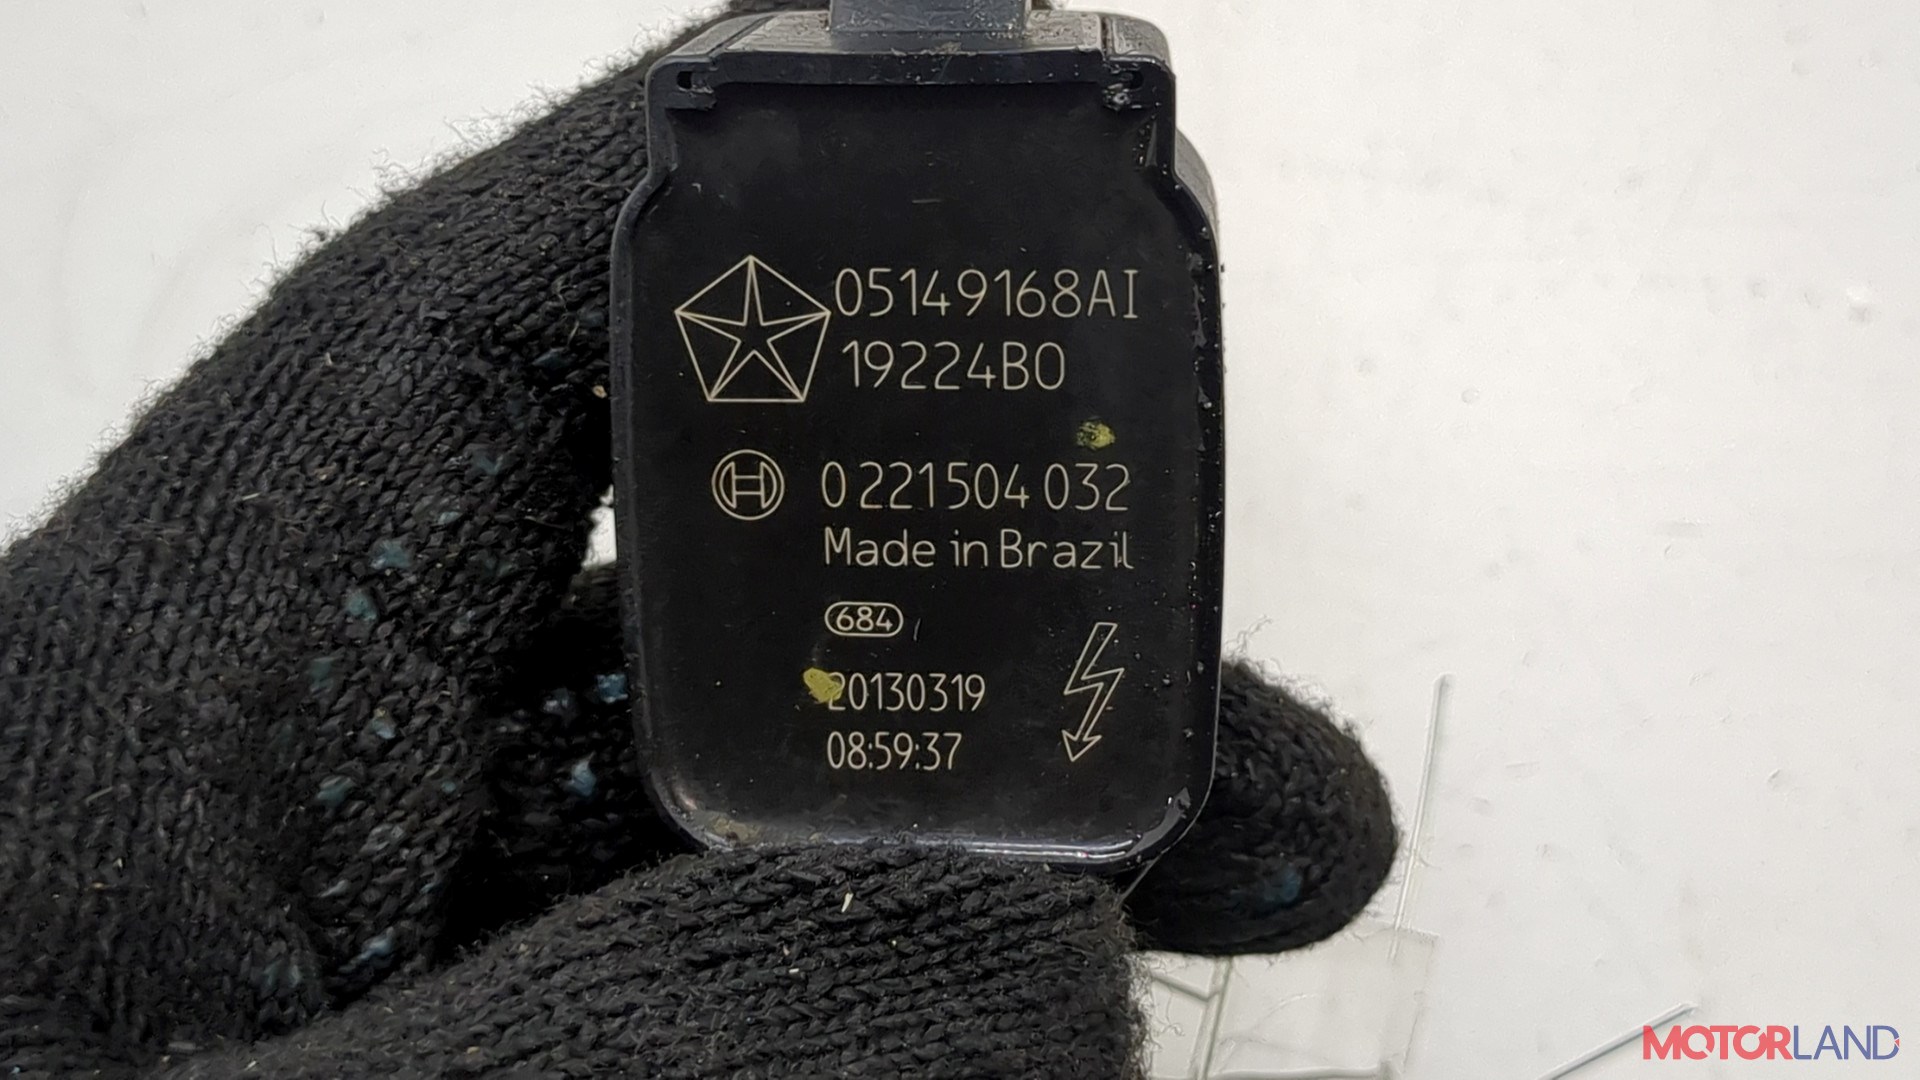 05149168AI
19224B0
0 221 504 032
Made in Brazil
684
20130319
08:59:37
MOTORLAND